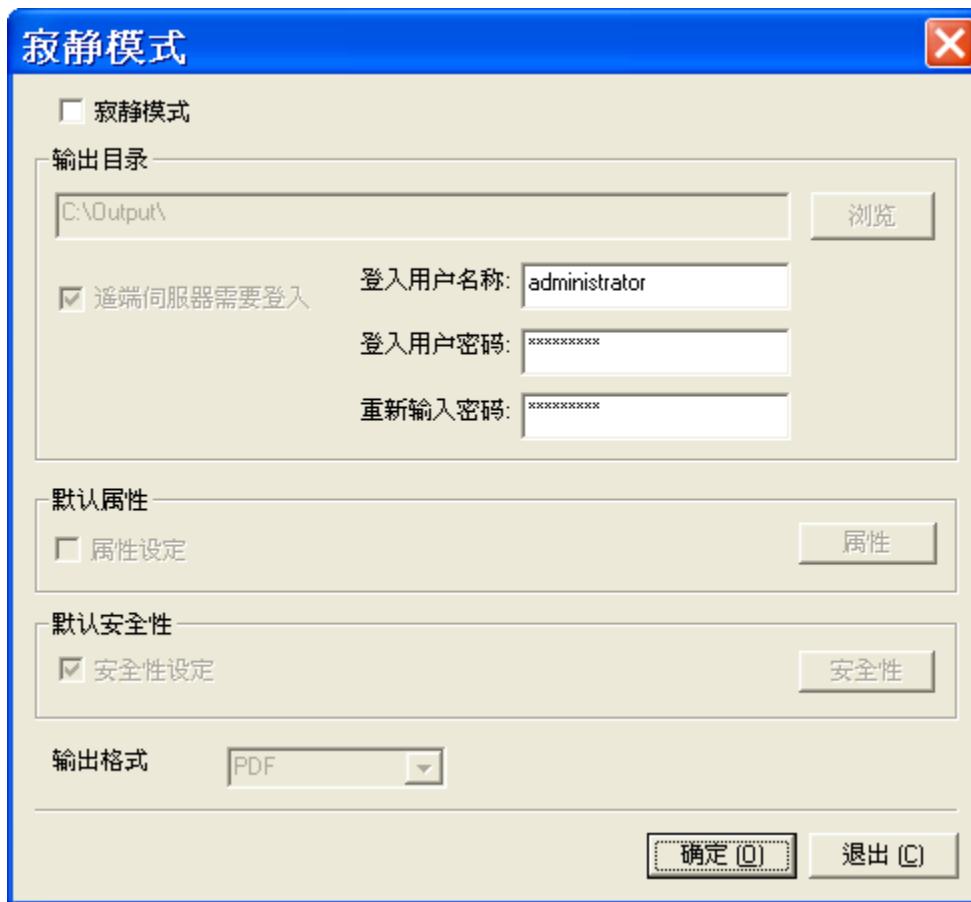 寂静模式
寂静模式
输出目录
C:\Output\
浏览
遥端伺服器需要登入
登入用户名称:
administrator
登入用户密码:
*********
重新输入密码:
*********
默认属性
属性设定
属性
默认安全性
安全性设定
安全性
输出格式
PDF
确定 (O)
退出 (C)